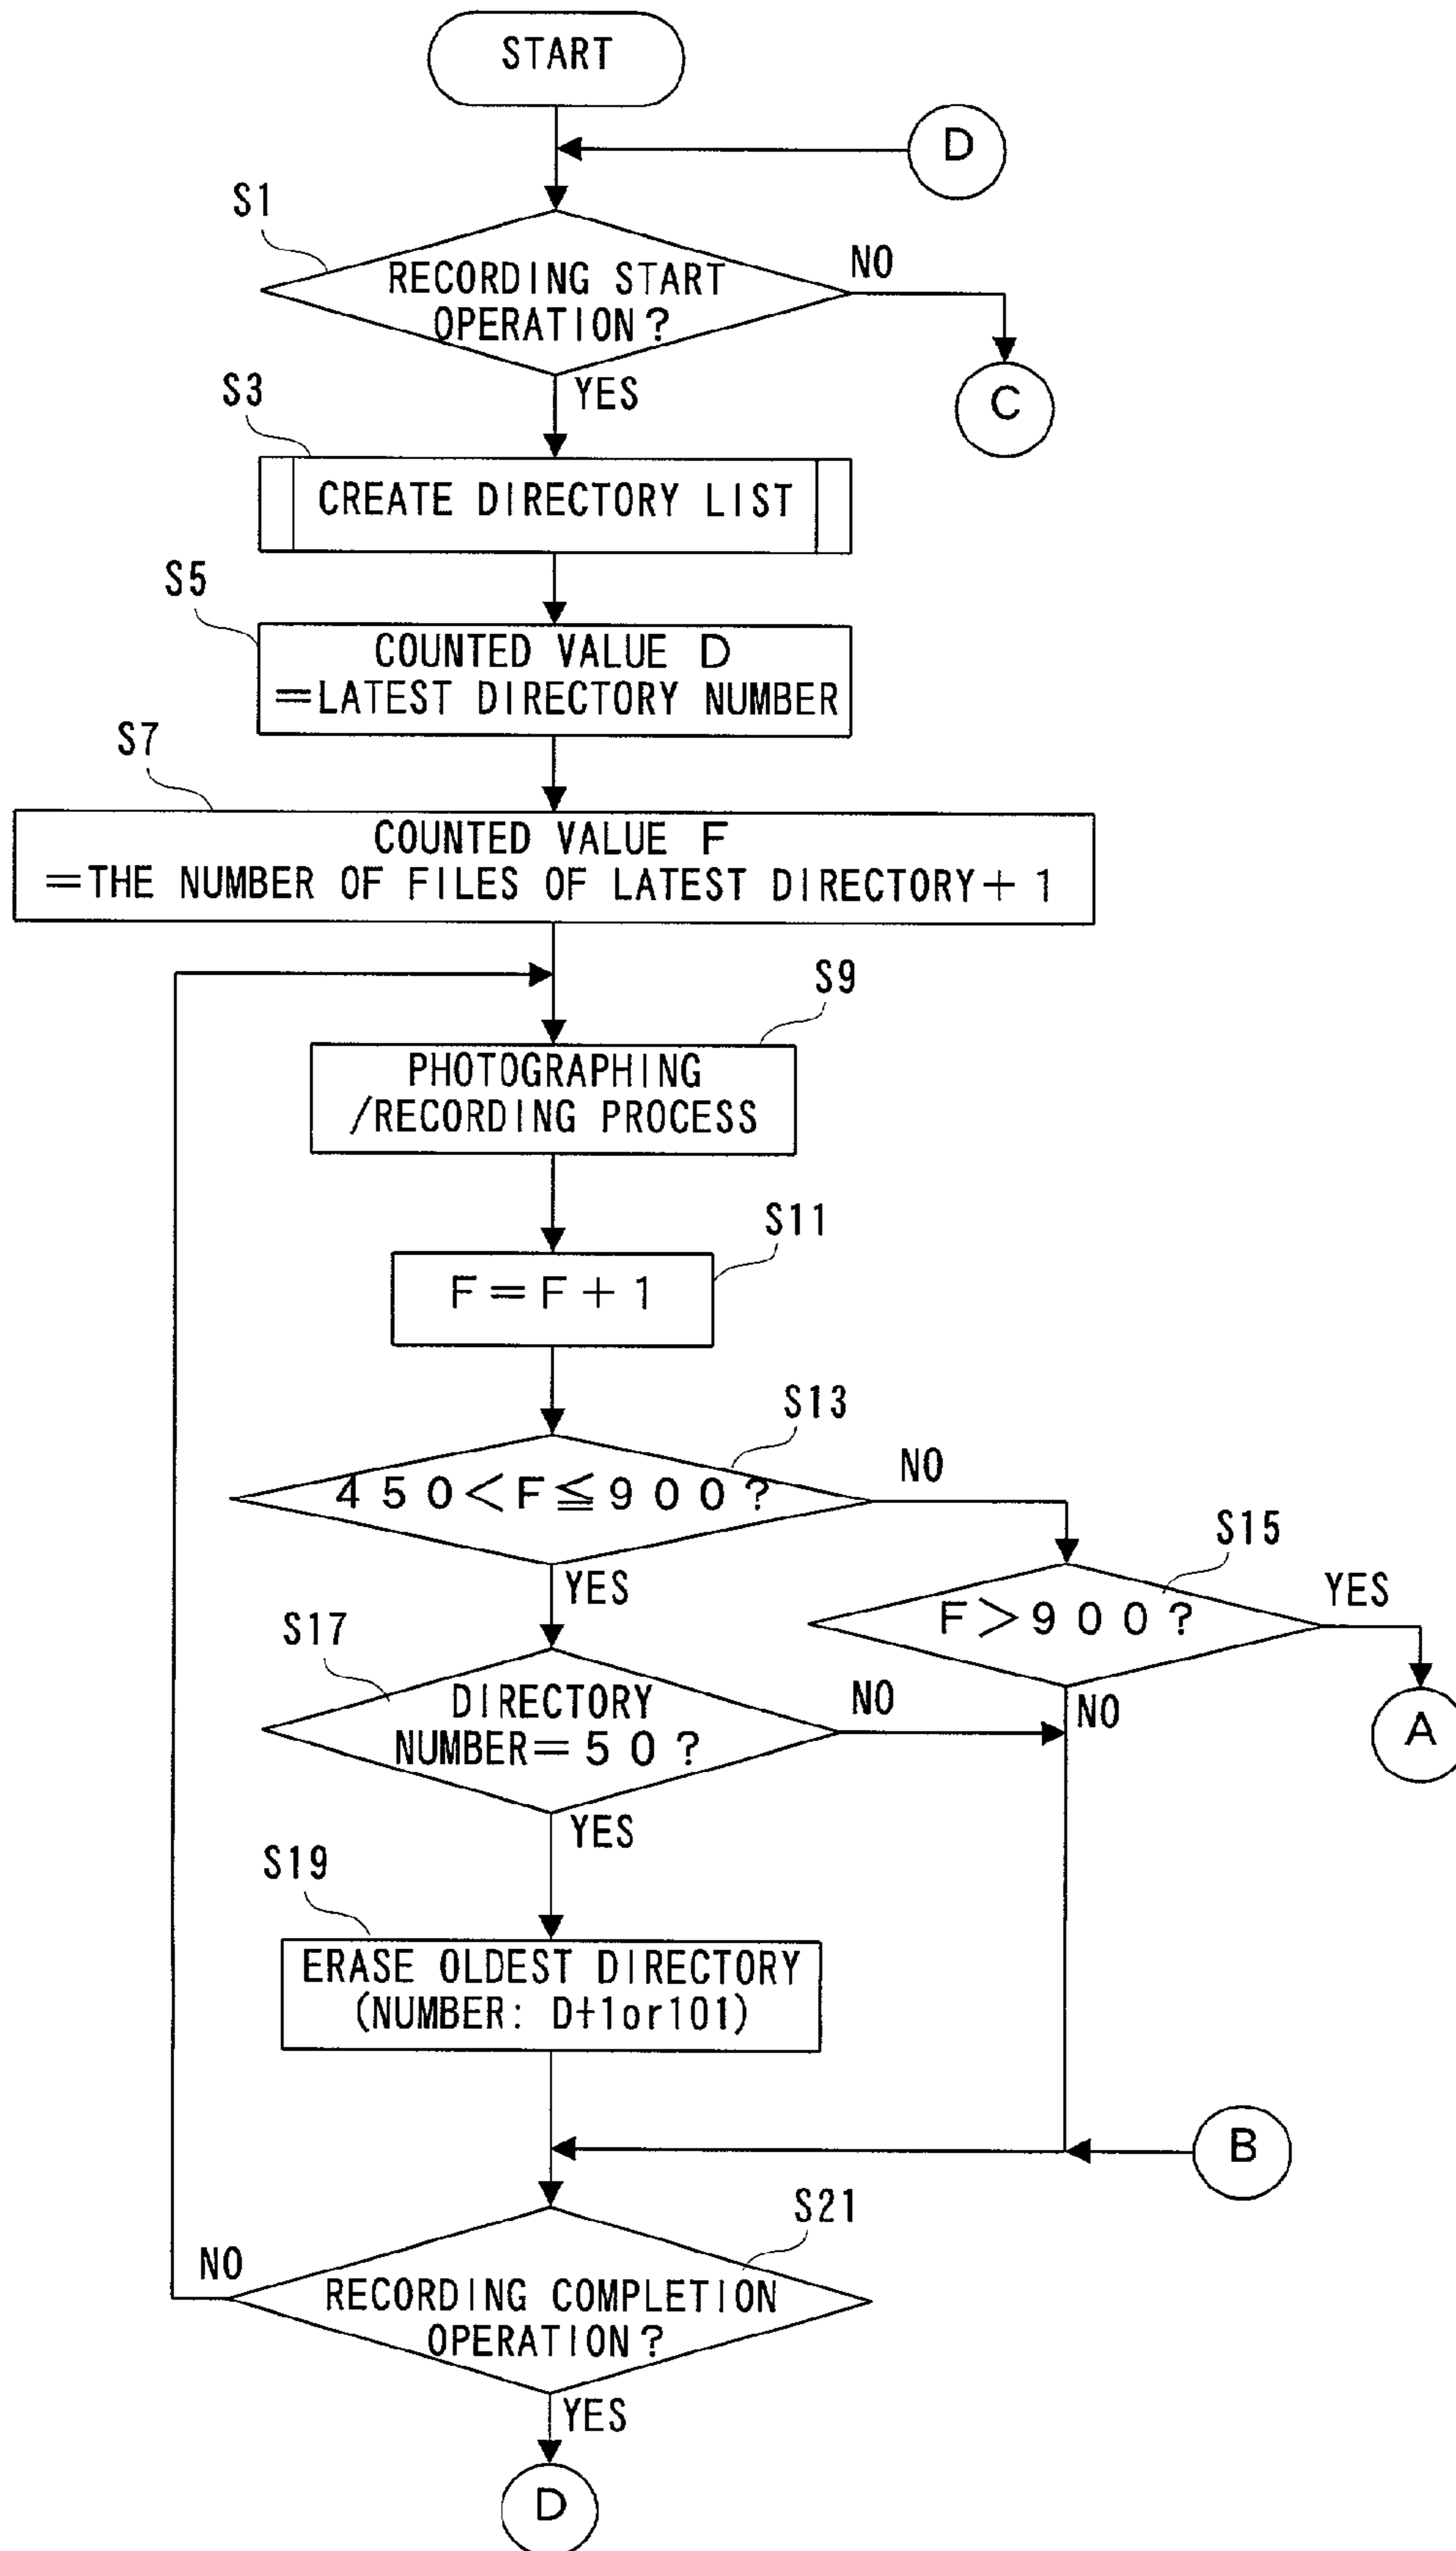 START
D
S1
RECORDING START
OPERATION?
NO
C
YES
S3
CREATE DIRECTORY LIST
S5
COUNTED VALUE D
=LATEST DIRECTORY NUMBER
S7
COUNTED VALUE F
=THE NUMBER OF FILES OF LATEST DIRECTORY+1
S9
PHOTOGRAPHING
/RECORDING PROCESS
S11
F=F+1
S13
450<F≦900?
NO
YES
S15
F>900?
YES
A
NO
S17
DIRECTORY
NUMBER=50?
NO
YES
S19
ERASE OLDEST DIRECTORY
(NUMBER: D+1or101)
B
S21
RECORDING COMPLETION
OPERATION?
NO
YES
D